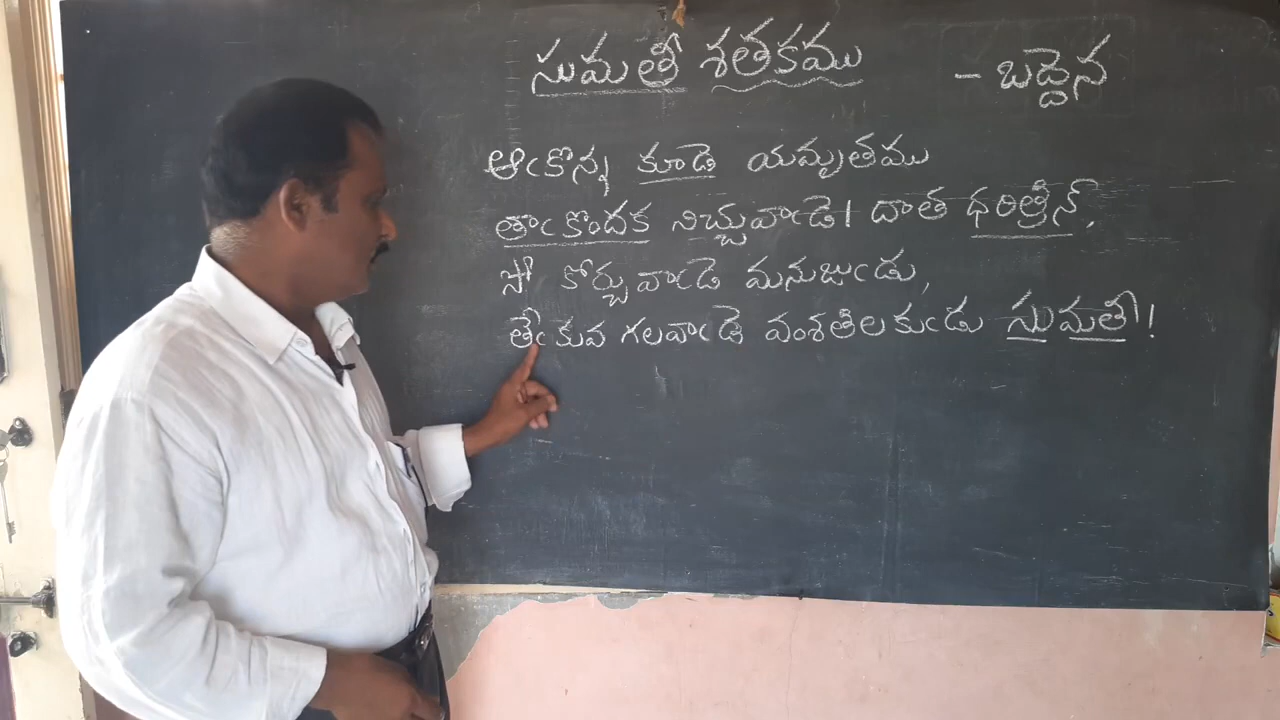 సుమతీ శతకము - బద్దెన
ఆఁకొన్న కూడె యమృతము
తాఁకొందక నిచ్చువాఁడె। దాత ధరిత్రిన్,
సో కోర్చువాఁడె మనుజుఁడు,
తేఁకువ గలవాఁడె వంశతిలకుఁడు సుమతీ!